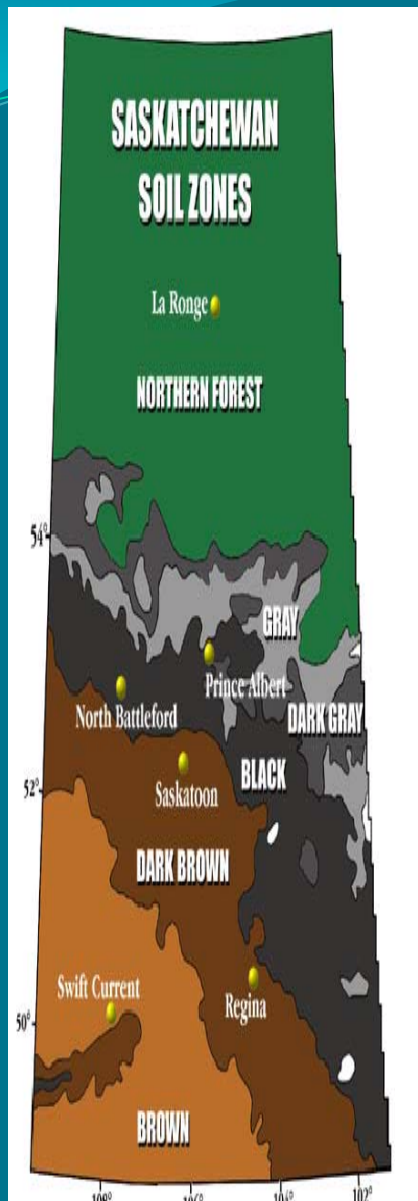 SASKATCHEWAN
SOIL ZONES
La Ronge
NORTHERN FOREST
54°
GRAY
Prince Albert
North Battleford
DARK GRAY
BLACK
52°
Saskatoon
DARK BROWN
Swift Current
Regina
50°
BROWN
104°
102°